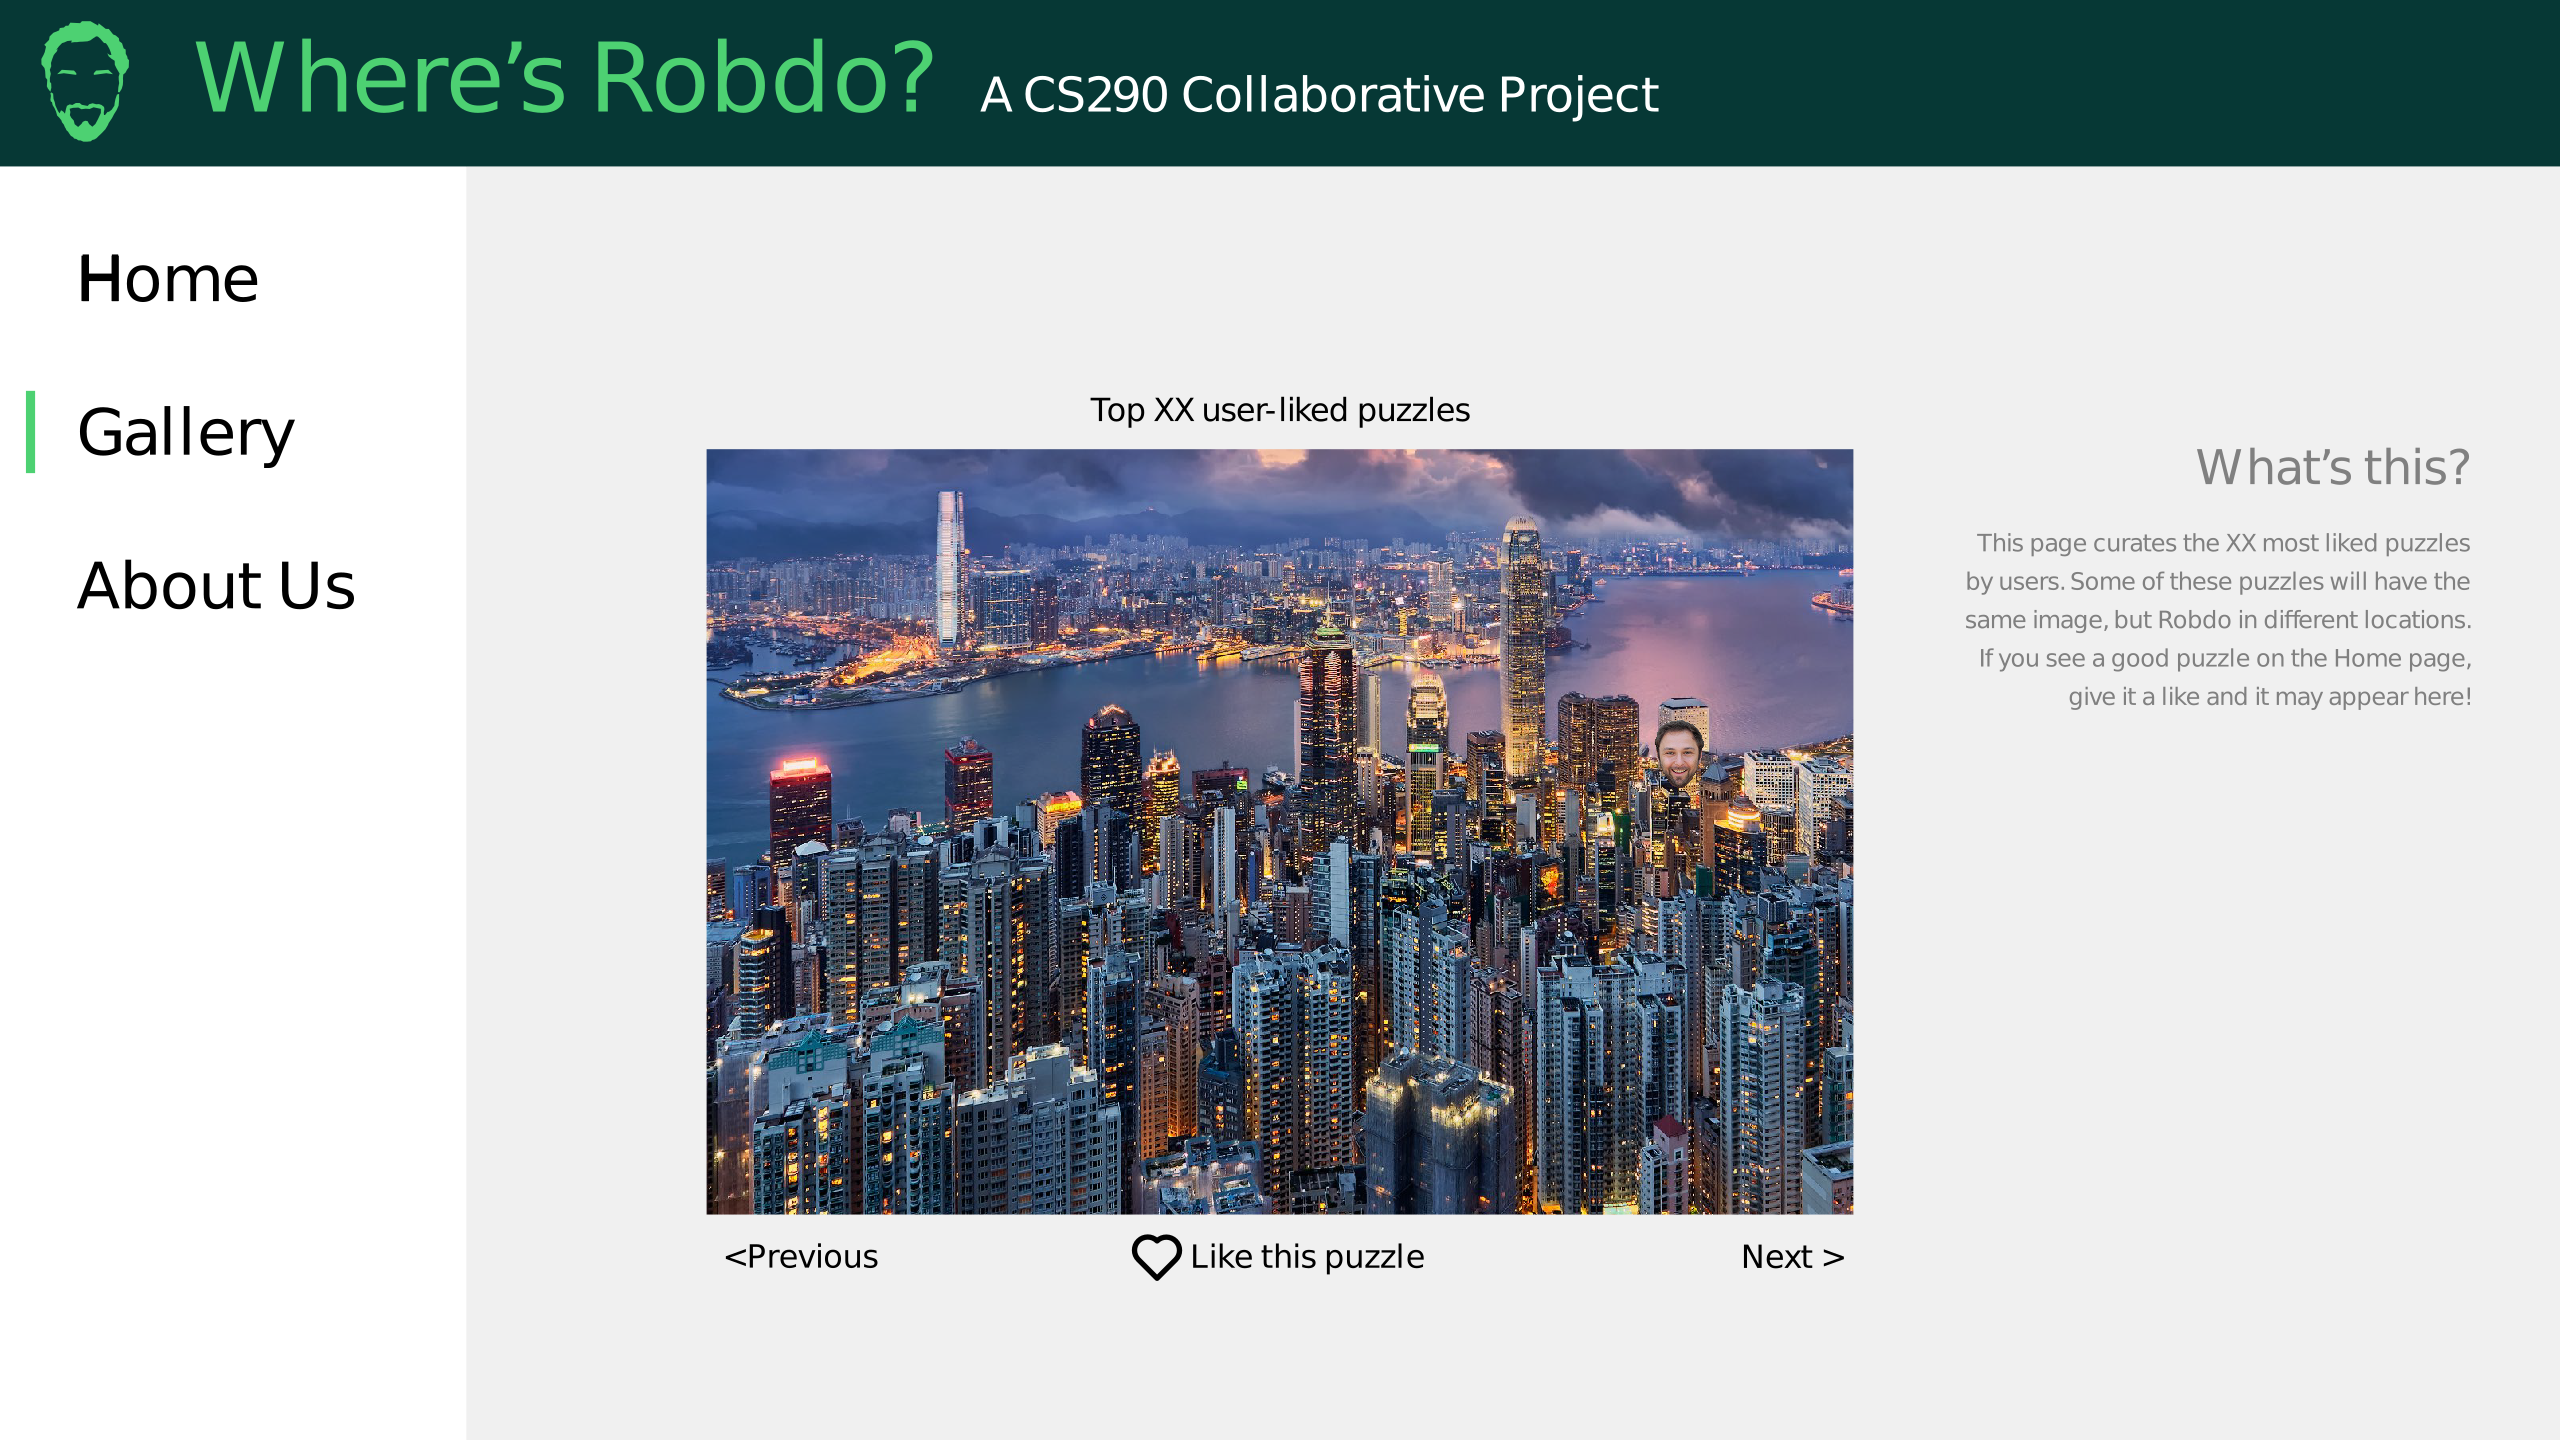 Where’s Robdo? A CS290 Collaborative Project
Home
Gallery
About Us
Top XX user-liked puzzles
What’s this?
This page curates the XX most liked puzzles
by users. Some of these puzzles will have the
same image, but Robdo in different locations.
If you see a good puzzle on the Home page,
give it a like and it may appear here!
<Previous
Like this puzzle
Next >